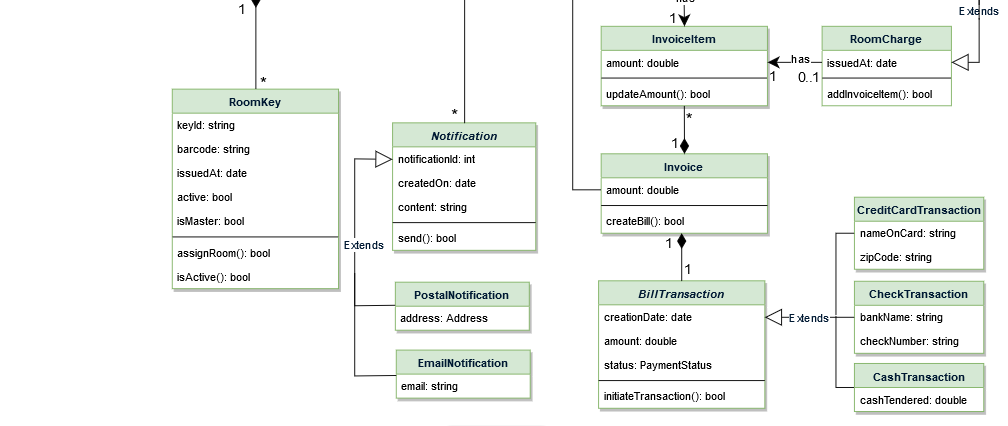 1
*
RoomKey
keyId: string
barcode: string
issuedAt: date
active: bool
isMaster: bool
assignRoom(): bool
isActive(): bool
*
Notification
notificationId: int
createdOn: date
content: string
send(): bool
Extends
PostalNotification
address: Address
EmailNotification
email: string
has
1
InvoiceItem
amount: double
updateAmount(): bool
1
has
0..1
Extends
RoomCharge
issuedAt: date
addInvoiceItem(): bool
*
1
Invoice
amount: double
createBill(): bool
1
1
BillTransaction
creationDate: date
amount: double
status: PaymentStatus
initiateTransaction(): bool
Extends
CreditCardTransaction
nameOnCard: string
zipCode: string
CheckTransaction
bankName: string
checkNumber: string
CashTransaction
cashTendered: double